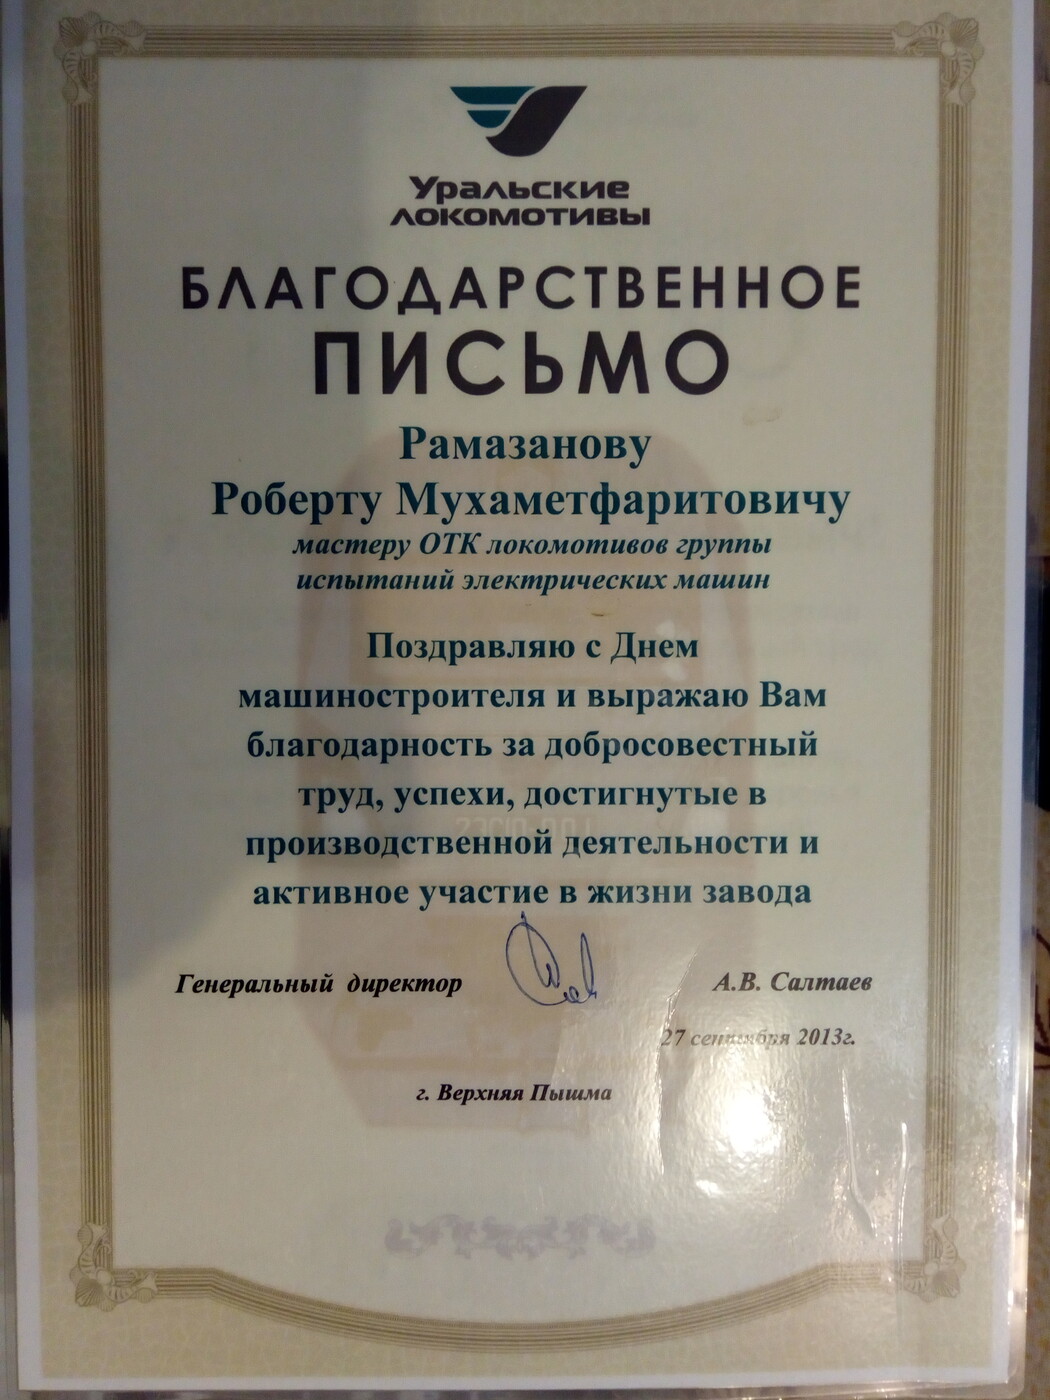 Уральские
локомотивы
БЛАГОДАРСТВЕННОЕ
ПИСЬМО
Рамазанову
Роберту Мухаметфаритовичу
мастеру ОТК локомотивов группы
испытаний электрических машин
Поздравляю с Днем
машиностроителя и выражаю Вам
благодарность за добросовестный
труд, успехи, достигнутые в
производственной деятельности и
активное участие в жизни завода
Генеральный директор А.В. Салтаев
27 сентября 2013г.
г. Верхняя Пышма